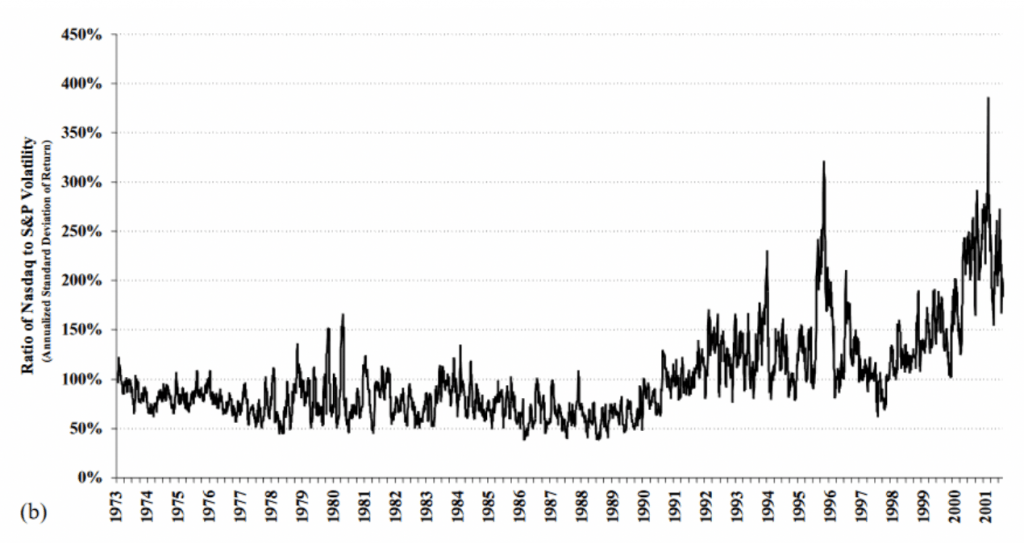 450%
400%
350%
300%
250%
200%
150%
100%
50%
0%
Ratio of Nasdaq to S&P Volatility
(Annualized Standard Deviation of Return)
1973 1974 1975 1976 1977 1978 1979 1980 1981 1982 1983 1984 1985 1986 1987 1988 1989 1990 1991 1992 1993 1994 1995 1996 1997 1998 1999 2000 2001
(b)